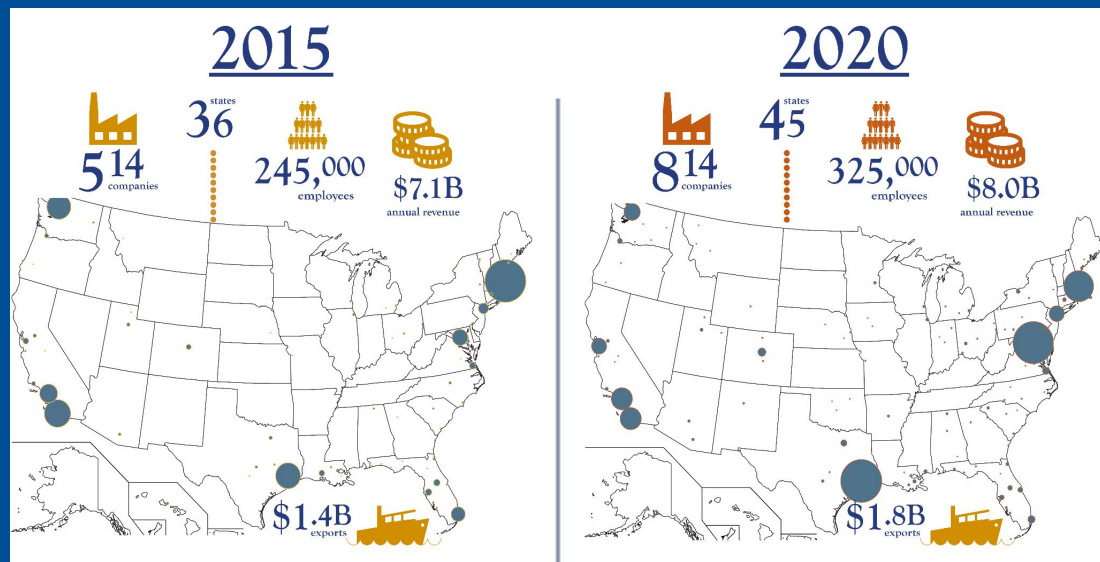 2015
36 states
514 companies
245,000 employees
$7.1B
annual revenue
$1.4B
exports
2020
45 states
814 companies
325,000 employees
$8.0B
annual revenue
$1.8B
exports